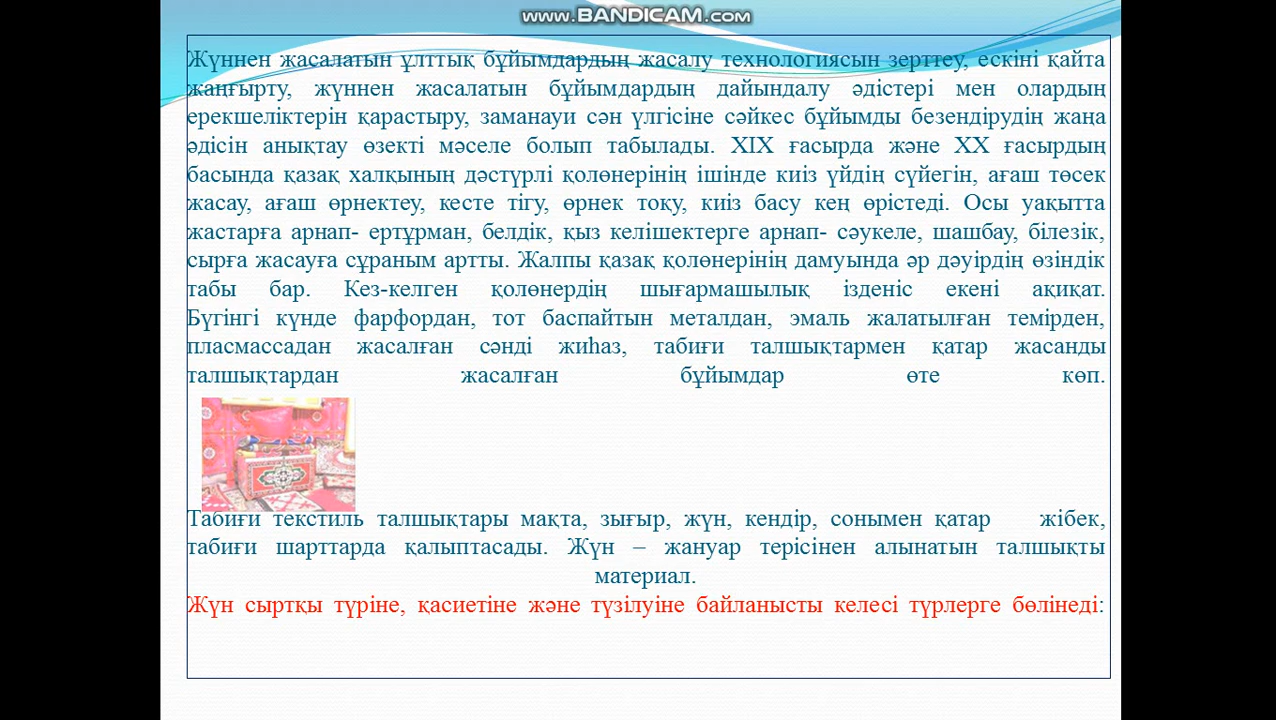 www.BANDICAM.com
Жүннен жасалатын ұлттық бұйымдардың жасалу технологиясын зерттеу, ескіні қайта
жаңғырту, жүннен жасалатын бұйымдардың дайындалу әдістері мен олардың
ерекшеліктерін қарастыру, заманауи сән үлгісіне сәйкес бұйымды безендірудің жаңа
әдісін анықтау өзекті мәселе болып табылады. XIX ғасырда және XX ғасырдың
басында қазақ халқының дәстүрлі қолөнерінің ішінде киіз үйдің сүйегін, ағаш төсек
жасау, ағаш өрнектеу, кесте тігу, өрнек тоқу, киіз басу кең өрістеді. Осы уақытта
жастарға арнап- ертұрман, белдік, қыз келішектерге арнап- сәукеле, шашбау, білезік,
сырға жасауға сұраным артты. Жалпы қазақ қолөнерінің дамуында әр дәуірдің өзіндік
табы бар. Кез-келген қолөнердің шығармашылық ізденіс екені ақиқат.
Бүгінгі күнде фарфордан, тот баспайтын металдан, эмаль жалатылған темірден,
пласмассадан жасалған сәнді жиһаз, табиғи талшықтармен қатар жасанды
талшықтардан жасалған бұйымдар өте көп.
Табиғи текстиль талшықтары мақта, зығыр, жүн, кендір, сонымен қатар жібек,
табиғи шарттарда қалыптасады. Жүн – жануар терісінен алынатын талшықты
материал.
Жүн сыртқы түріне, қасиетіне және түзілуіне байланысты келесі түрлерге бөлінеді: